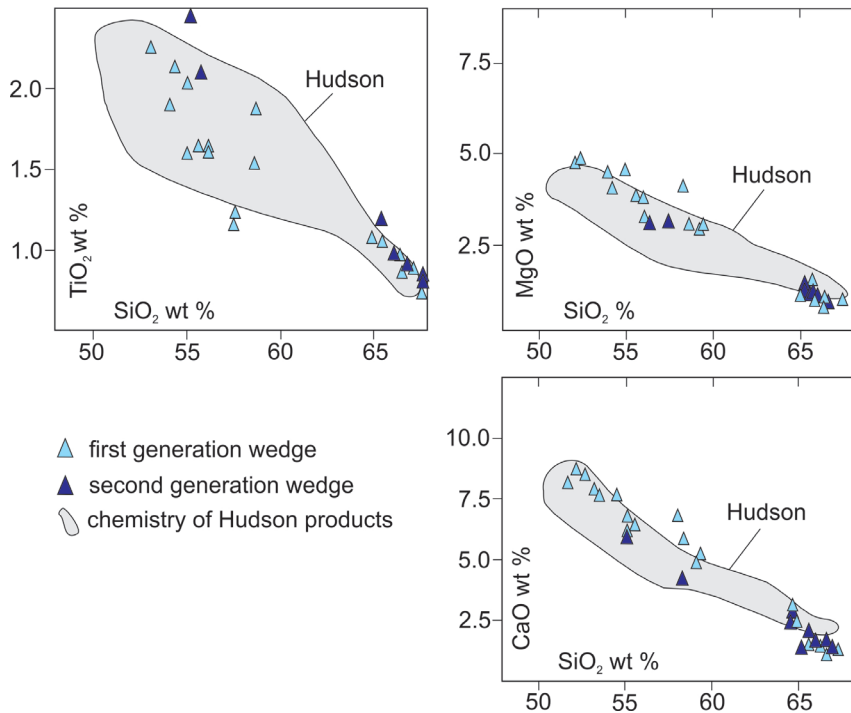 2.0
1.5
1.0
TiO₂ wt %
Hudson
SiO₂ wt %
50 55 60 65
7.5
5.0
2.5
MgO wt %
Hudson
SiO₂ %
50 55 60 65
first generation wedge
second generation wedge
chemistry of Hudson products
10.0
7.5
5.0
2.5
CaO wt %
Hudson
SiO₂ wt %
50 55 60 65